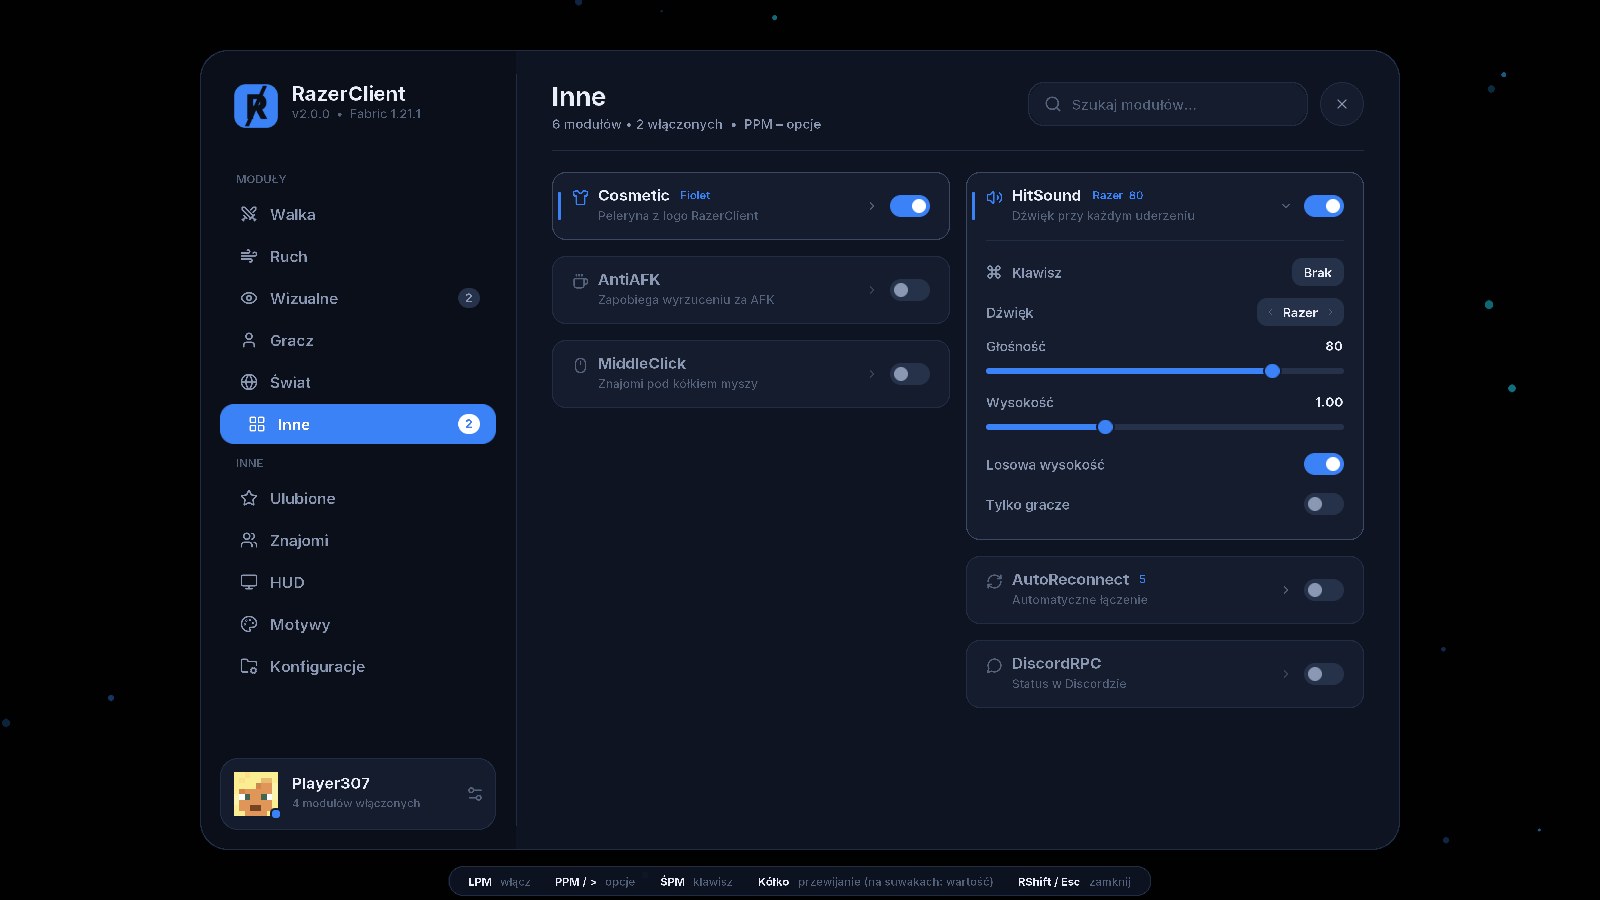 RazerClient
v2.0.0 • Fabric 1.21.1
MODUŁY
Walka
Ruch
Wizualne 2
Gracz
Świat
Inne 2
INNE
Ulubione
Znajomi
HUD
Motywy
Konfiguracje
Player307
4 modułów włączonych
Inne
6 modułów • 2 włączonych • PPM – opcje
Szukaj modułów...
Cosmetic Fiolet
Peleryna z logo RazerClient
AntiAFK
Zapobiega wyrzuceniu za AFK
MiddleClick
Znajomi pod kółkiem myszy
HitSound Razer 80
Dźwięk przy każdym uderzeniu
Klawisz Brak
Dźwięk Razer
Głośność 80
Wysokość 1.00
Losowa wysokość
Tylko gracze
AutoReconnect 5
Automatyczne łączenie
DiscordRPC
Status w Discordzie
LPM włącz PPM / > opcje ŚPM klawisz Kółko przewijanie (na suwakach: wartość) RShift / Esc zamknij